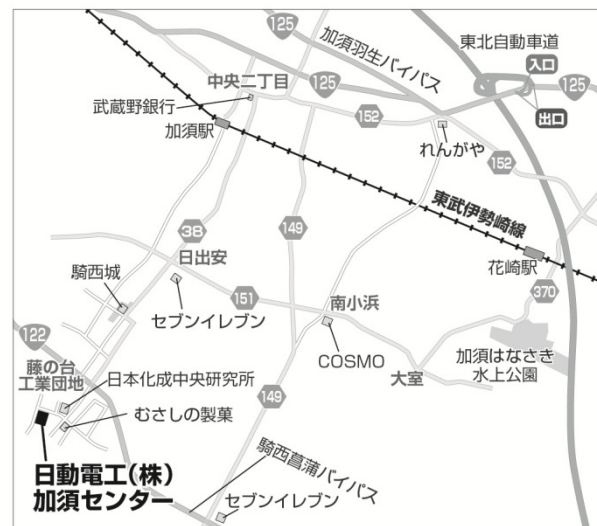 125
加須羽生バイパス
東北自動車道
中央二丁目
125
入口
125
武蔵野銀行
出口
加須駅
152
れんがや
152
東武伊勢崎線
149
38
日出安
花崎駅
騎西城
151
南小浜
370
セブンイレブン
122
COSMO
大室
加須はなさき
水上公園
藤の台
工業団地
日本化成中央研究所
149
むさしの製菓
日動電工(株)
加須センター
騎西菖蒲バイパス
セブンイレブン